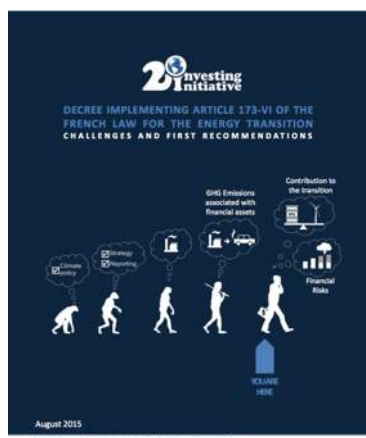 2° Investing
Initiative
DECREE IMPLEMENTING ARTICLE 173-VI OF THE
FRENCH LAW FOR THE ENERGY TRANSITION
CHALLENGES AND FIRST RECOMMENDATIONS
Contribution to
the transition
GHG Emissions
associated with
financial assets
Climate
policy
Strategy
Reporting
Financial
Risks
YOU ARE
HERE
August 2015